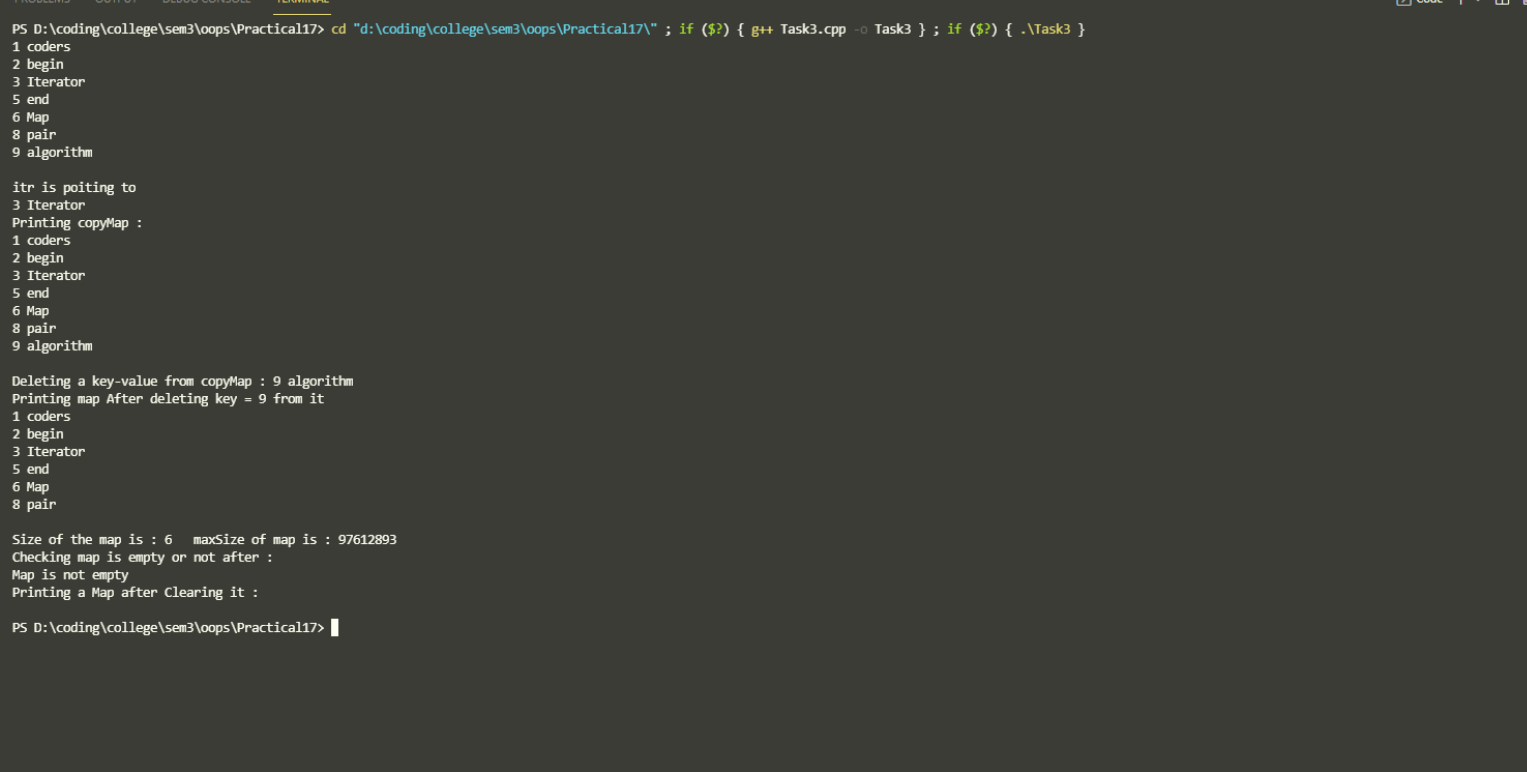 PROBLEMS OUTPUT DEBUG CONSOLE TERMINAL Code
PS D:\coding\college\sem3\oops\Practical17> cd "d:\coding\college\sem3\oops\Practical17\" ; if ($?) { g++ Task3.cpp -o Task3 } ; if ($?) { .\Task3 }
1 coders
2 begin
3 Iterator
5 end
6 Map
8 pair
9 algorithm
itr is poiting to
3 Iterator
Printing copyMap :
1 coders
2 begin
3 Iterator
5 end
6 Map
8 pair
9 algorithm
Deleting a key-value from copyMap : 9 algorithm
Printing map After deleting key = 9 from it
1 coders
2 begin
3 Iterator
5 end
6 Map
8 pair
Size of the map is : 6   maxSize of map is : 97612893
Checking map is empty or not after :
Map is not empty
Printing a Map after Clearing it :
PS D:\coding\college\sem3\oops\Practical17>